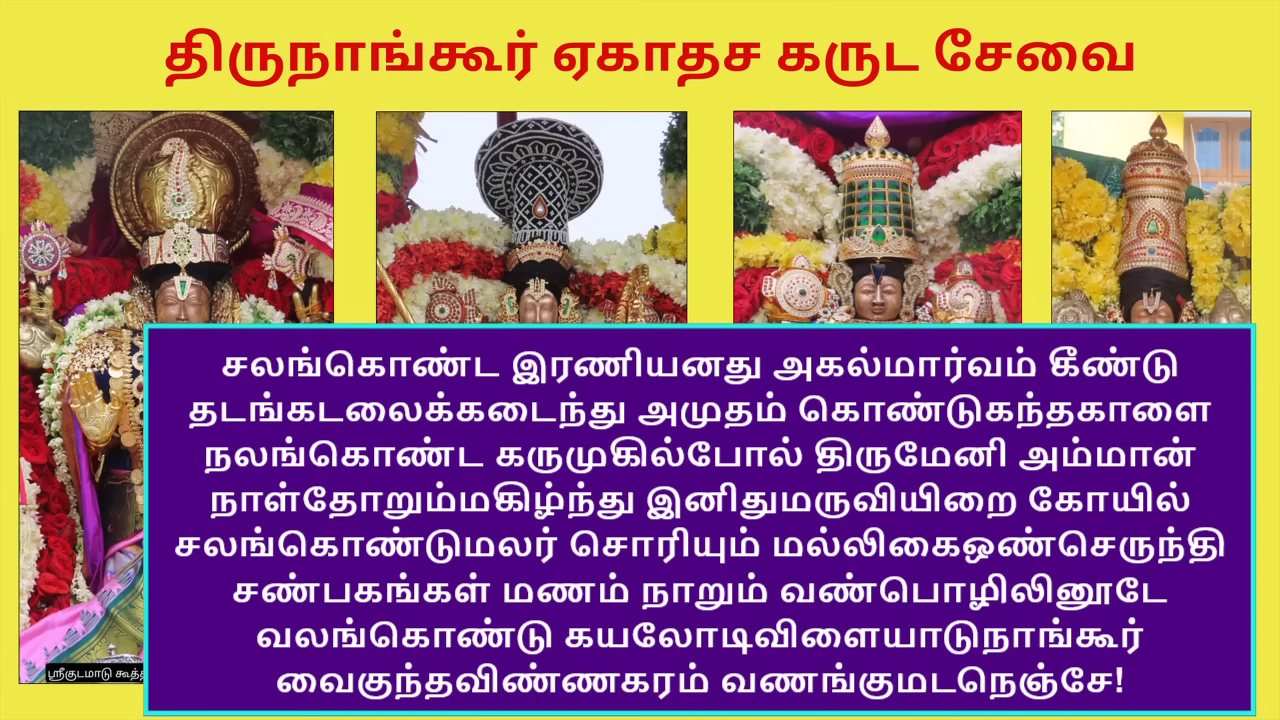 திருநாங்கூர் ஏகாதச கருட சேவை
சலங்கொண்ட இரணியனது அகல்மார்வம் கீண்டு
தடங்கடலைக்கடைந்து அமுதம் கொண்டுகந்தகாளை
நலங்கொண்ட கருமுகில்போல் திருமேனி அம்மான்
நாள்தோறும்மகிழ்ந்து இனிதுமருவியிறை கோயில்
சலங்கொண்டுமலர் சொரியும் மல்லிகைஒண்செருந்தி
சண்பகங்கள் மணம் நாறும் வண்பொழிலினூடே
வலங்கொண்டு கயலோடிவிளையாடுநாங்கூர்
வைகுந்தவிண்ணகரம் வணங்குமடநெஞ்சே!
ஸ்ரீகுடமாடு